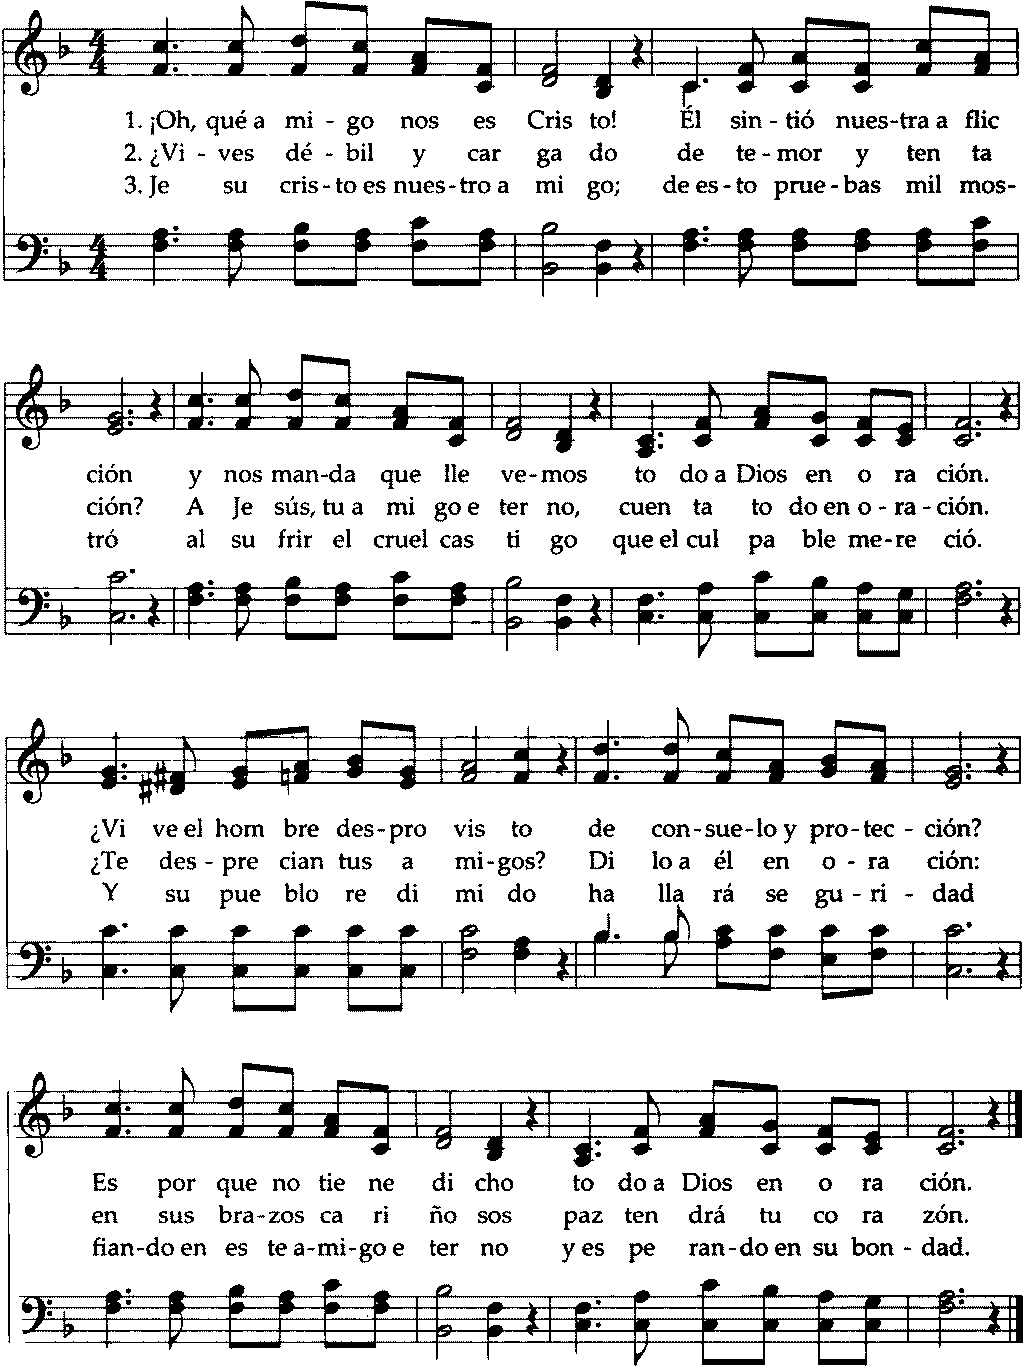 1. ¡Oh, qué a mi - go nos es Cris to! Él sin - tió nues - tra a flic
2. ¿Vi - ves dé - bil y car ga do de te - mor y ten ta
3. Je su cris - to es nues - tro a mi go; de es - to prue - bas mil mos -
ción y nos man - da que lle ve - mos to do a Dios en o ra ción.
ción? A Je sús, tu a mi go e ter no, cuen ta to do en o - ra - ción.
tró al su frir el cruel cas ti go que el cul pa ble me - re ció.
¿Vi ve el hom bre des - pro vis to de con - sue - lo y pro - tec - ción?
¿Te des - pre cian tus a mi - gos? Di lo a él en o - ra ción:
Y su pue blo re di mi do ha lla rá se gu - ri - dad
Es por que no tie ne di cho to do a Dios en o ra ción.
en sus bra - zos ca ri ño sos paz ten drá tu co ra zón.
fian - do en es te a - mi - go e ter no y es pe ran - do en su bon - dad.